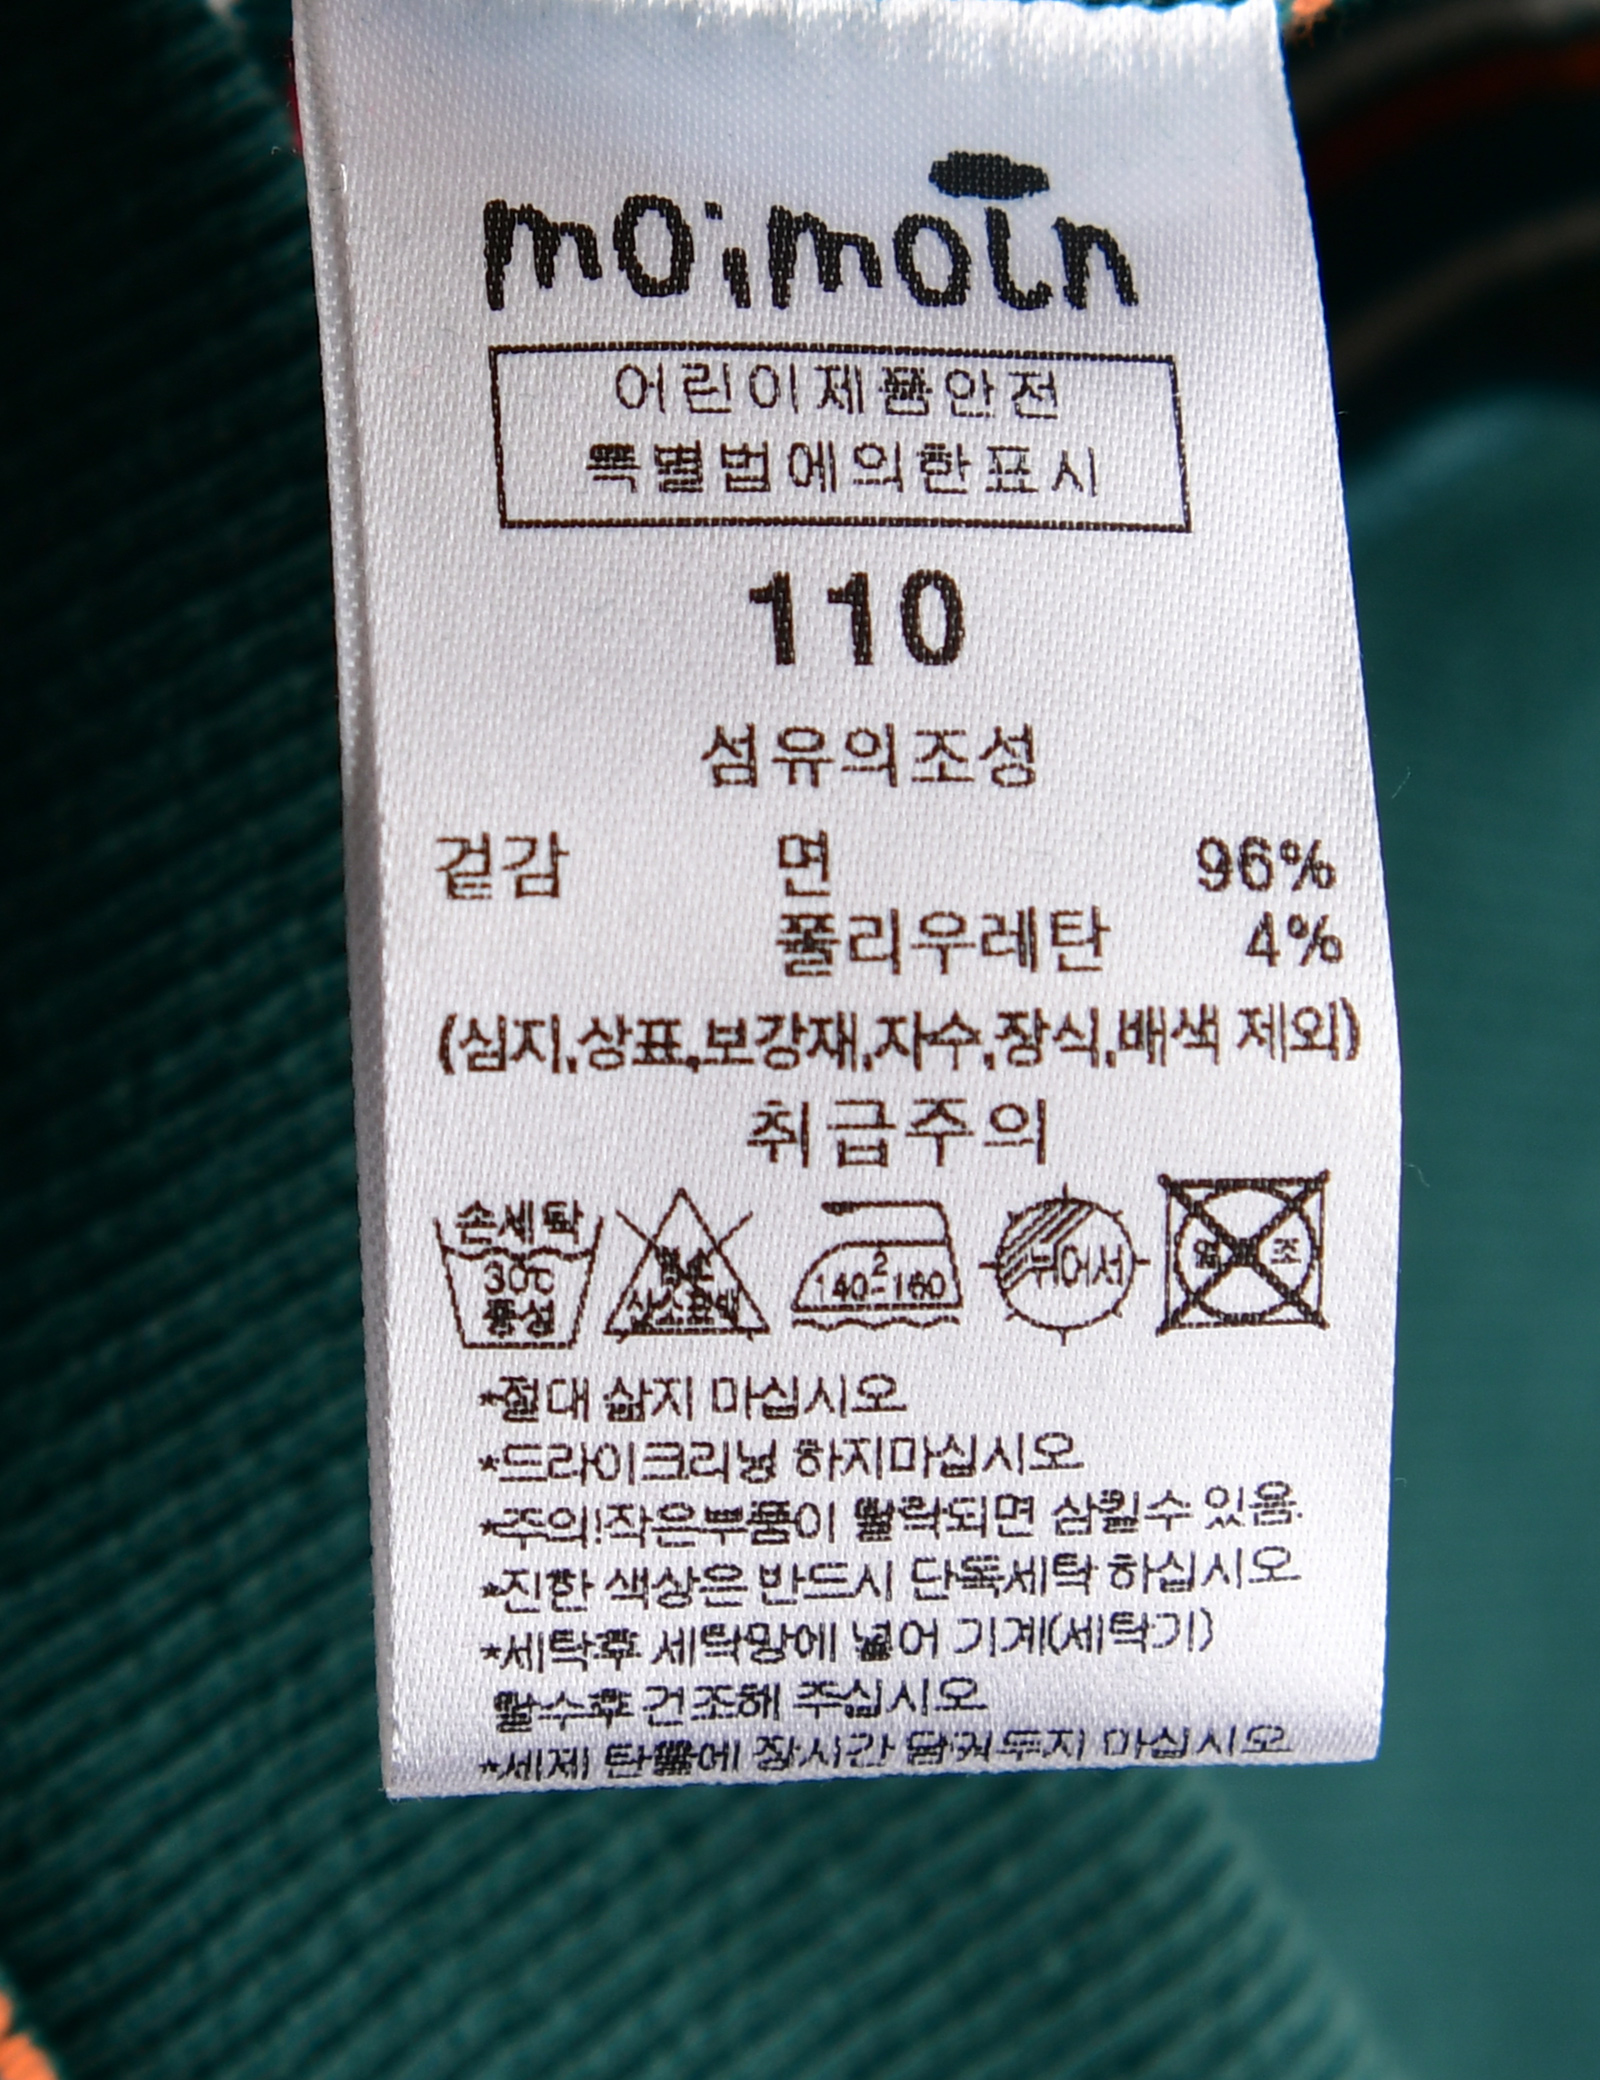 moimoln
어린이제품안전
특별법에의한표시
110
섬유의조성
겉감 면 96%
폴리우레탄 4%
(심지,상표,보강재,자수,장식,배색 제외)
취급주의
손세탁
30℃
중성
염소
산소표백
2
140-160
뉘어서
조
*절대 삶지 마십시오
*드라이크리닝 하지마십시오
*주의!작은부품이 탈락되면 삼킬수 있음.
*진한 색상은 반드시 단독세탁 하십시오
*세탁후 세탁망에 넣어 기계(세탁기)
탈수후 건조해 주십시오
*세제 탄물에 장시간 담궈두지 마십시오